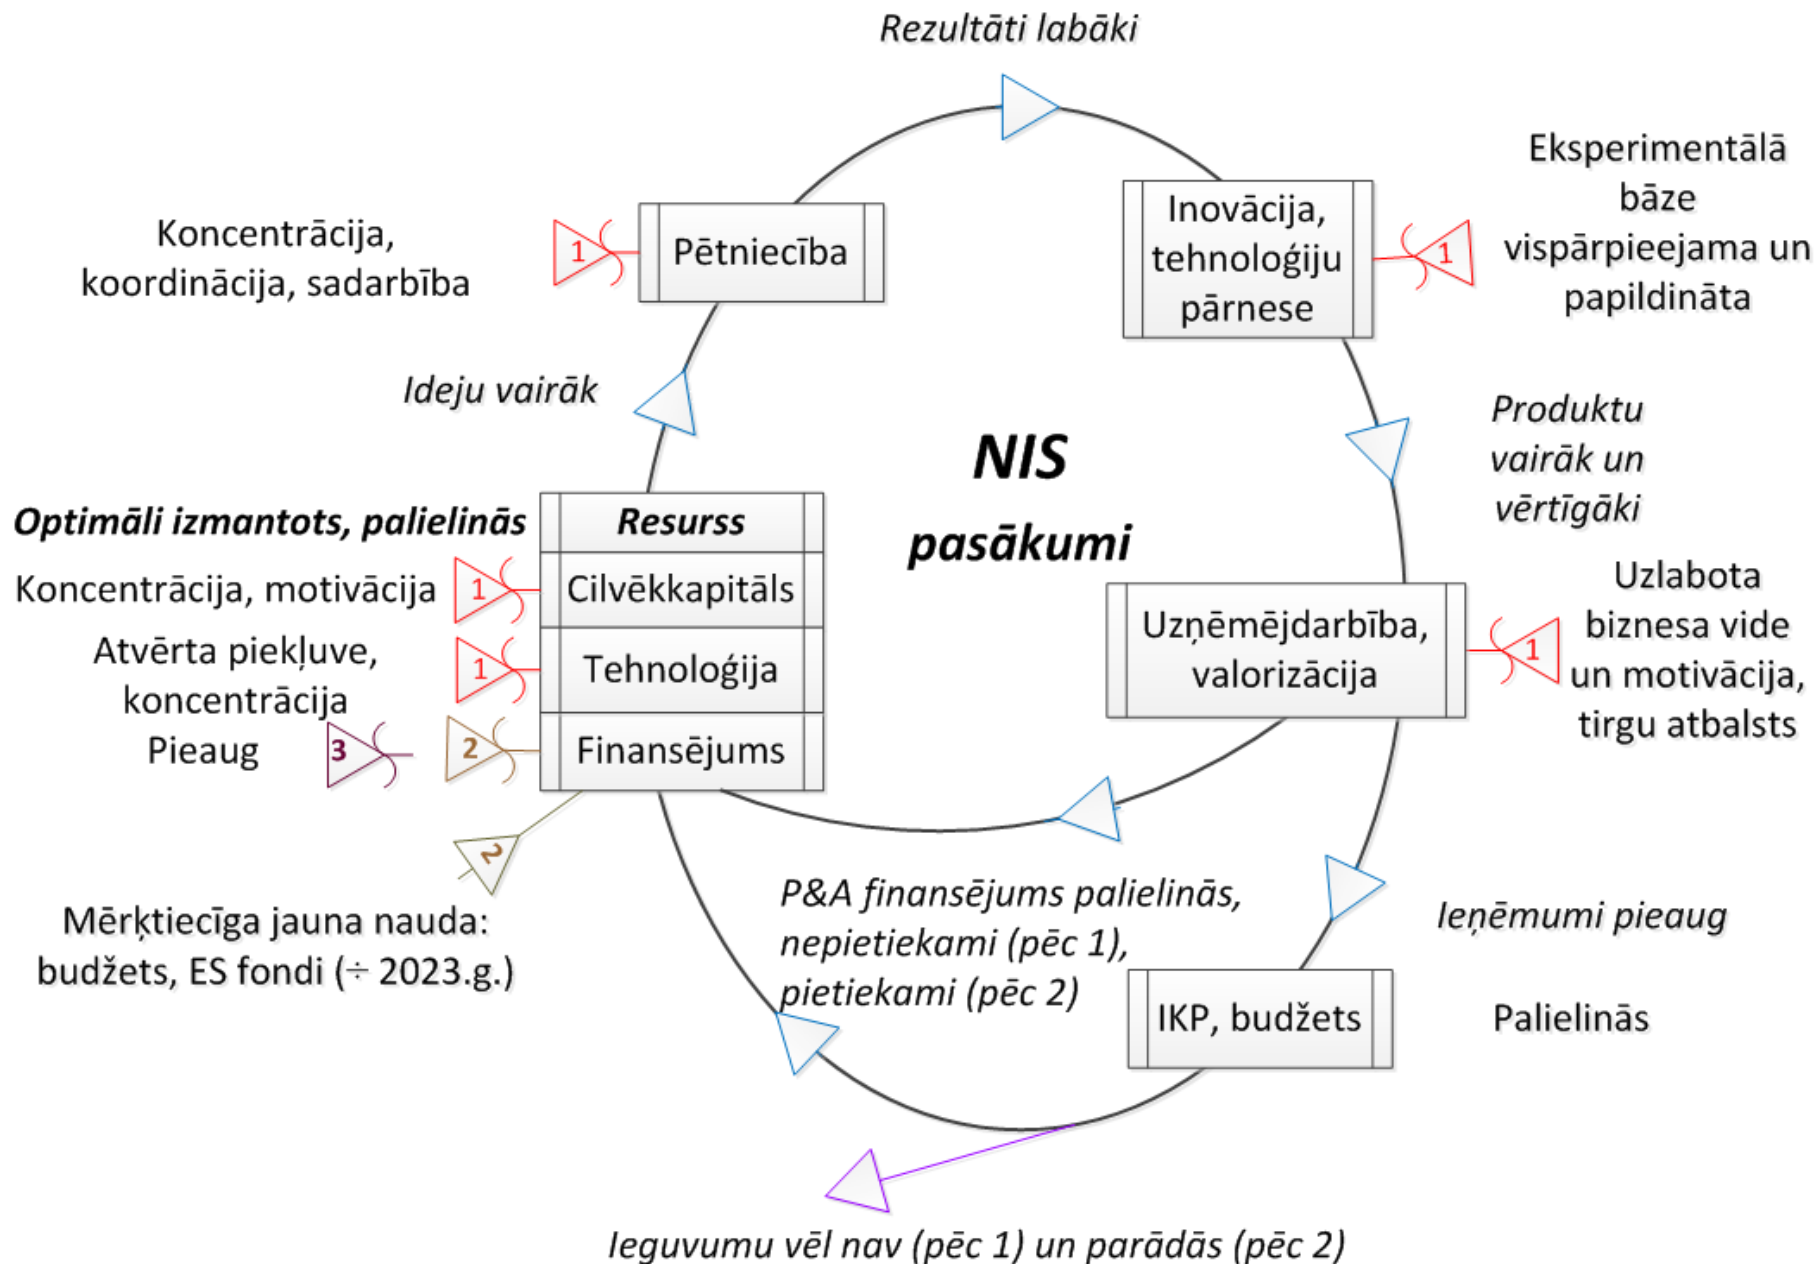 Rezultāti labāki
Koncentrācija,
koordinācija, sadarbība
1
Pētniecība
Inovācija,
tehnoloģiju
pārnese
1
Eksperimentālā
bāze
vispārpieejama un
papildināta
Ideju vairāk
NIS
pasākumi
Produktu
vairāk un
vērtīgāki
Optimāli izmantots, palielinās
Resurss
Koncentrācija, motivācija
1
Cilvēkkapitāls
Atvērta piekļuve,
koncentrācija
1
Tehnoloģija
Pieaug
3
2
Finansējums
Uzņēmējdarbība,
valorizācija
1
Uzlabota
biznesa vide
un motivācija,
tirgu atbalsts
2
Mērķtiecīga jauna nauda:
budžets, ES fondi (÷ 2023.g.)
P&A finansējums palielinās,
nepietiekami (pēc 1),
pietiekami (pēc 2)
Ieņēmumi pieaug
IKP, budžets
Palielinās
Ieguvumu vēl nav (pēc 1) un parādās (pēc 2)